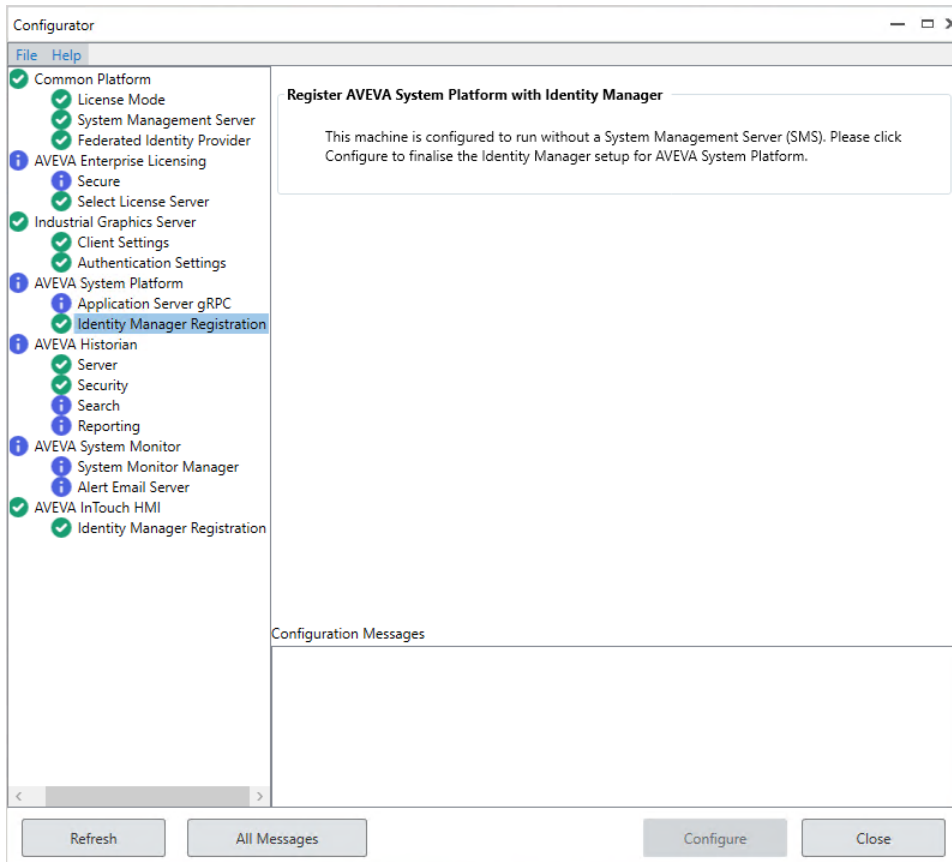 Configurator
File Help
Common Platform
License Mode
System Management Server
Federated Identity Provider
AVEVA Enterprise Licensing
Secure
Select License Server
Industrial Graphics Server
Client Settings
Authentication Settings
AVEVA System Platform
Application Server gRPC
Identity Manager Registration
AVEVA Historian
Server
Security
Search
Reporting
AVEVA System Monitor
System Monitor Manager
Alert Email Server
AVEVA InTouch HMI
Identity Manager Registration
Register AVEVA System Platform with Identity Manager
This machine is configured to run without a System Management Server (SMS). Please click
Configure to finalise the Identity Manager setup for AVEVA System Platform.
Configuration Messages
Refresh All Messages Configure Close